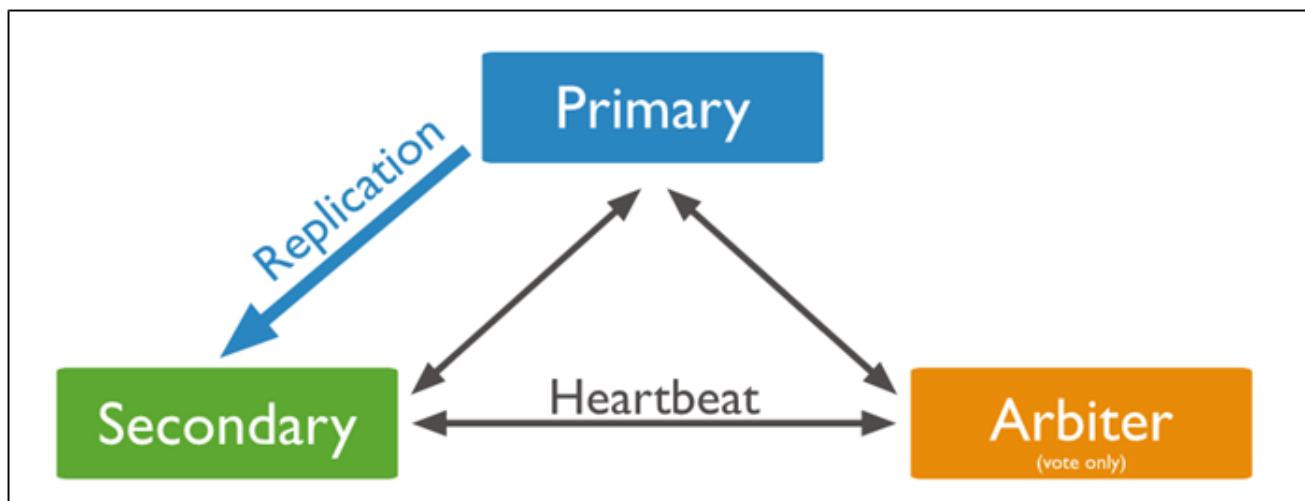 Primary
Replication
Secondary
Heartbeat
Arbiter
(vote only)